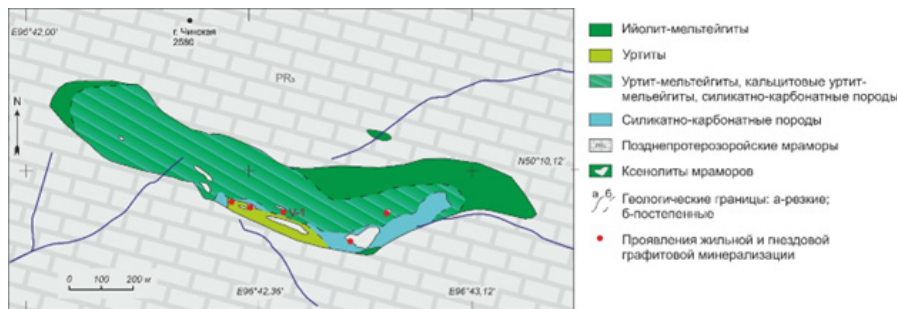 E96°42,00'
г. Чинская
2580
PR₃
N
N50°10,12'
V-1
0 100 200 м
E96°42,36"
E96°43,12'
Ийолит-мельтейгиты
Уртиты
Уртит-мельтейгиты, кальцитовые уртит-
мельейгиты, силикатно-карбонатные породы
Силикатно-карбонатные породы
Позднепротерозоройские мраморы
Ксенолиты мраморов
а б
Геологические границы: а-резкие;
б-постепенные
Проявления жильной и гнездовой
графитовой минерализации